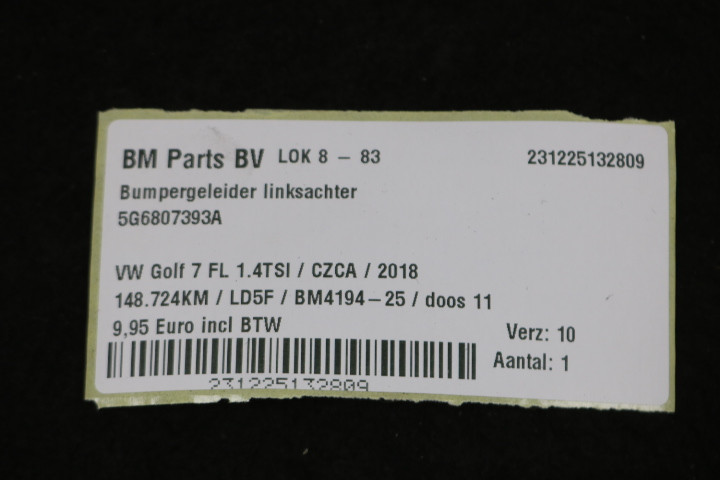 BM Parts BV LOK 8 - 83 231225132809
Bumpergeleider linksachter
5G6807393A
VW Golf 7 FL 1.4TSI / CZCA / 2018
148.724KM / LD5F / BM4194-25 / doos 11
9,95 Euro incl BTW Verz: 10
Aantal: 1
231225132809